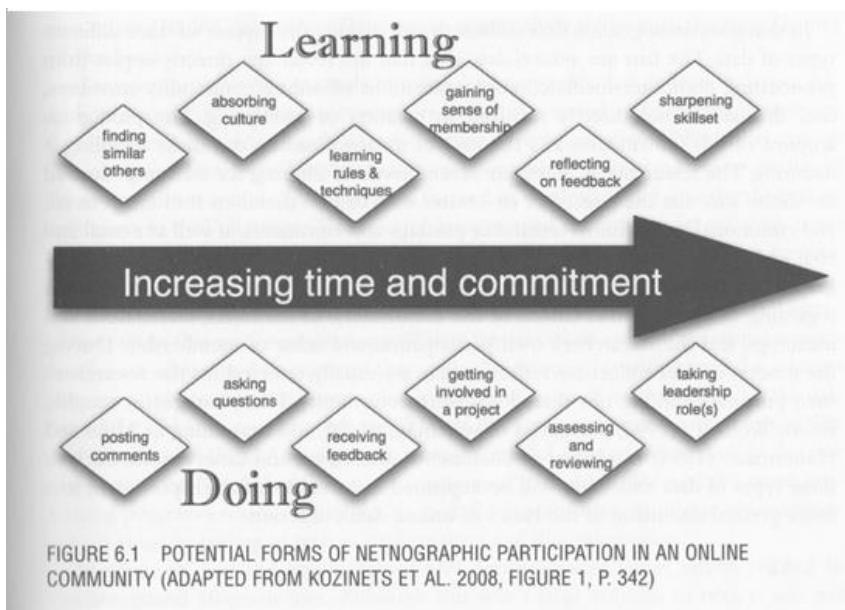 Learning
finding
similar
others
absorbing
culture
learning
rules &
techniques
gaining
sense of
membership
reflecting
on feedback
sharpening
skillset
Increasing time and commitment
posting
comments
asking
questions
receiving
feedback
getting
involved in
a project
assessing
and
reviewing
taking
leadership
role(s)
Doing
FIGURE 6.1 POTENTIAL FORMS OF NETNOGRAPHIC PARTICIPATION IN AN ONLINE
COMMUNITY (ADAPTED FROM KOZINETS ET AL. 2008, FIGURE 1, P. 342)